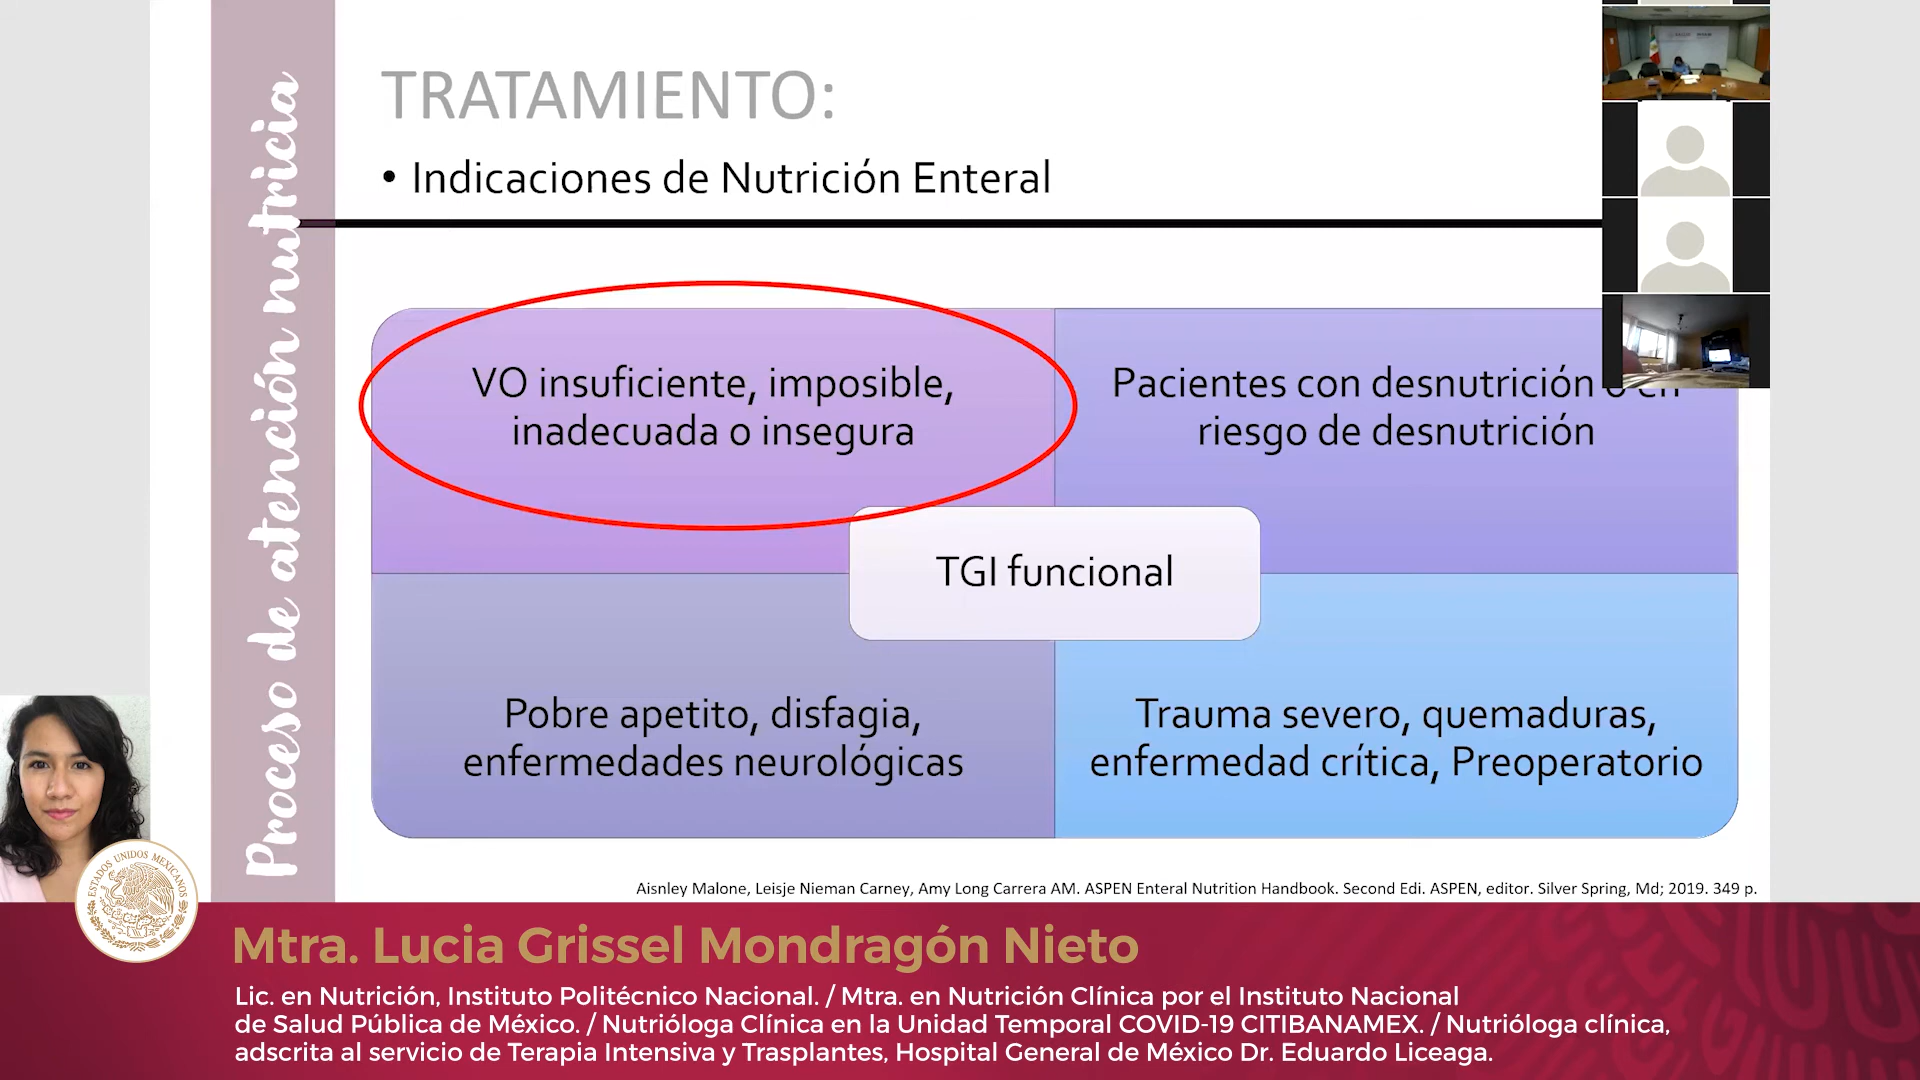 Proceso de atención nutricia
TRATAMIENTO:
• Indicaciones de Nutrición Enteral
VO insuficiente, imposible,
inadecuada o insegura
Pacientes con desnutrición o en
riesgo de desnutrición
TGI funcional
Pobre apetito, disfagia,
enfermedades neurológicas
Trauma severo, quemaduras,
enfermedad crítica, Preoperatorio
Aisnley Malone, Leisje Nieman Carney, Amy Long Carrera AM. ASPEN Enteral Nutrition Handbook. Second Edi. ASPEN, editor. Silver Spring, Md; 2019. 349 p.
ESTADOS UNIDOS MEXICANOS
Mtra. Lucia Grissel Mondragón Nieto
Lic. en Nutrición, Instituto Politécnico Nacional. / Mtra. en Nutrición Clínica por el Instituto Nacional
de Salud Pública de México. / Nutrióloga Clínica en la Unidad Temporal COVID-19 CITIBANAMEX. / Nutrióloga clínica,
adscrita al servicio de Terapia Intensiva y Trasplantes, Hospital General de México Dr. Eduardo Liceaga.